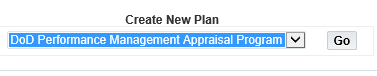 Create New Plan
DoD Performance Management Appraisal Program Go